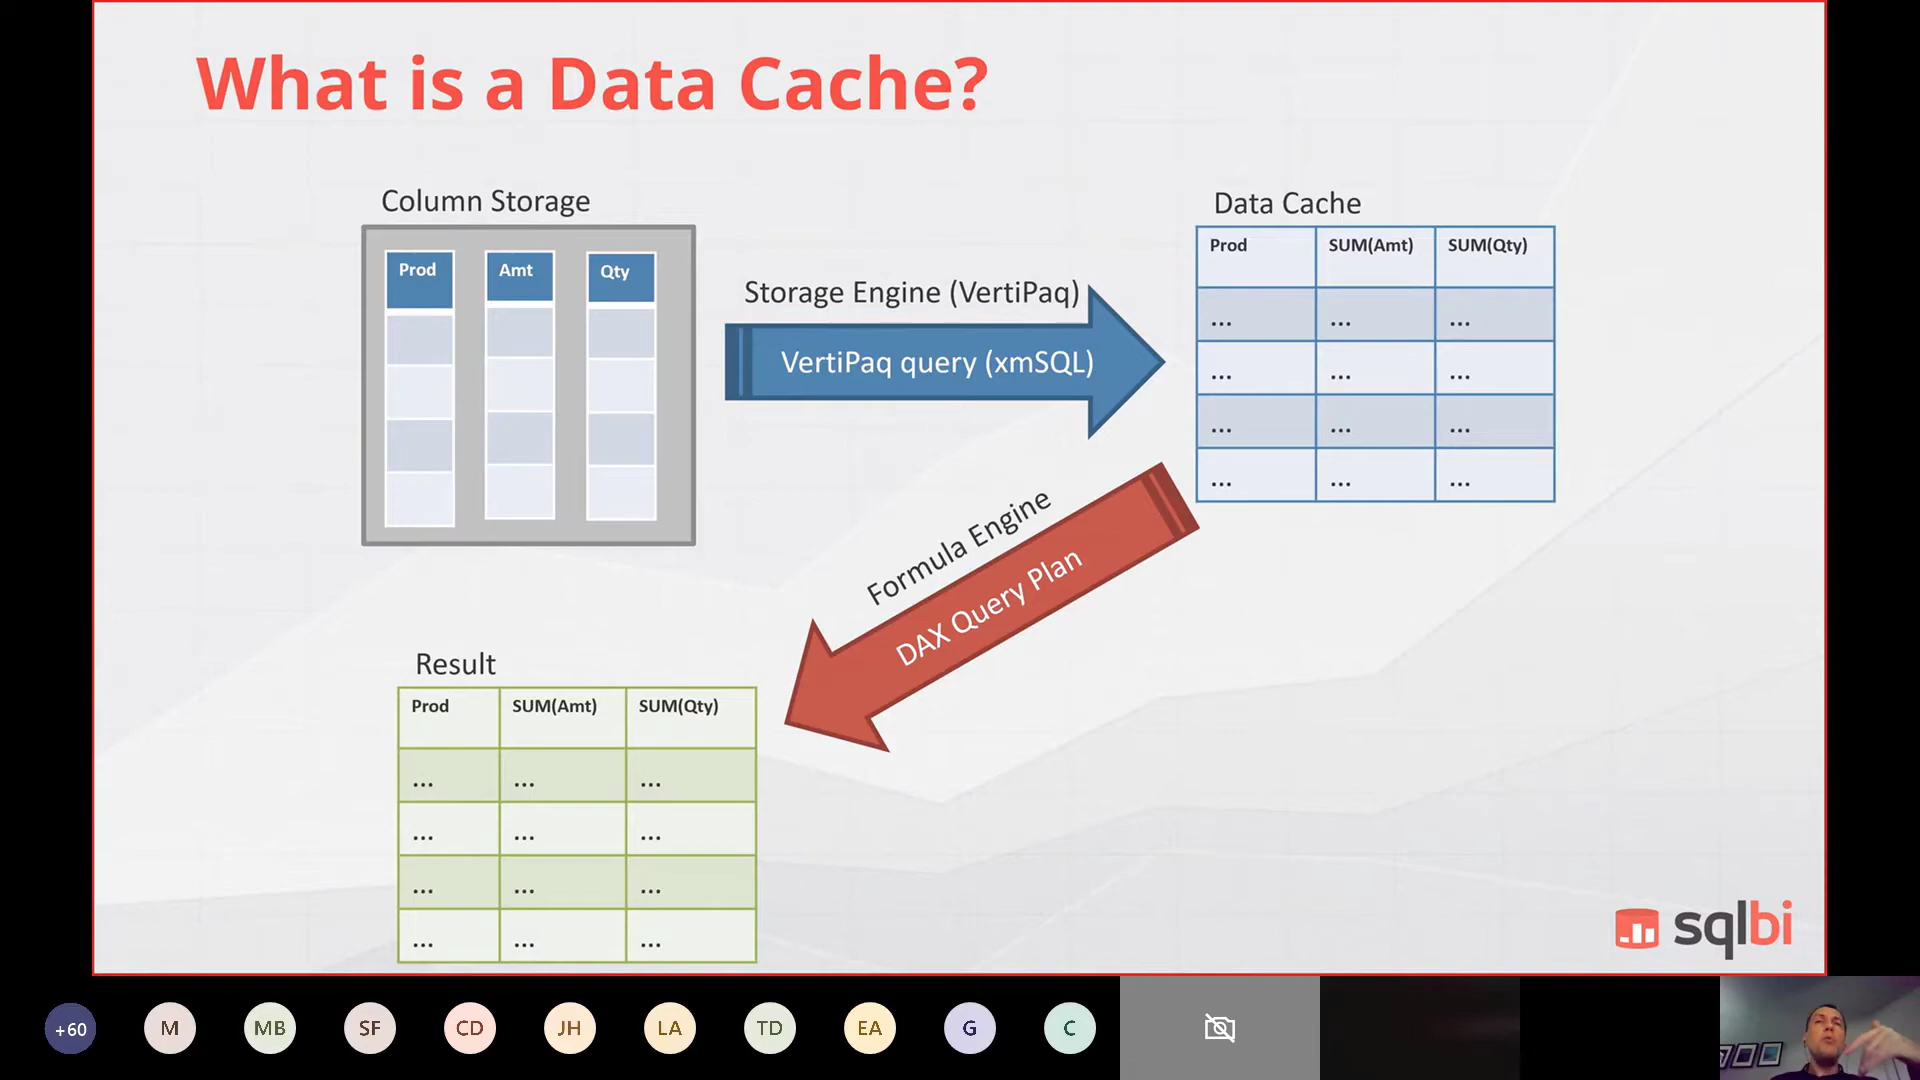 What is a Data Cache?
Column Storage
Prod Amt Qty
Storage Engine (VertiPaq)
VertiPaq query (xmSQL)
Data Cache
Prod SUM(Amt) SUM(Qty)
... ... ...
... ... ...
... ... ...
... ... ...
Formula Engine
DAX Query Plan
Result
Prod SUM(Amt) SUM(Qty)
... ... ...
... ... ...
... ... ...
... ... ...
sqlbi
+60 M MB SF CD JH LA TD EA G C